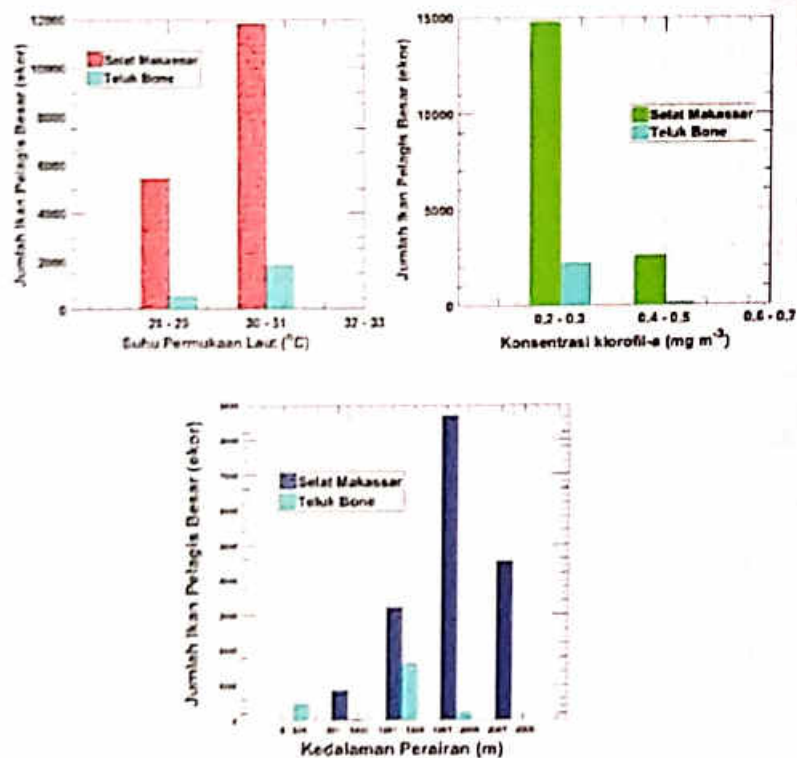 12000
Selat Makassar
Teluk Bone
Jumlah Ikan Pelagis Besar (ekor)
6000
4000
2000
0
28 - 29 30 - 31 32 - 33
Suhu Permukaan Laut (°C)
15000
Selat Makassar
Teluk Bone
Jumlah Ikan Pelagis Besar (ekor)
10000
5000
0
0,2 - 0,3 0,4 - 0,5 0,6 - 0,7
Konsentrasi klorofil-a (mg m-3)
Selat Makassar
Teluk Bone
Jumlah Ikan Pelagis Besar (ekor)
Kedalaman Perairan (m)